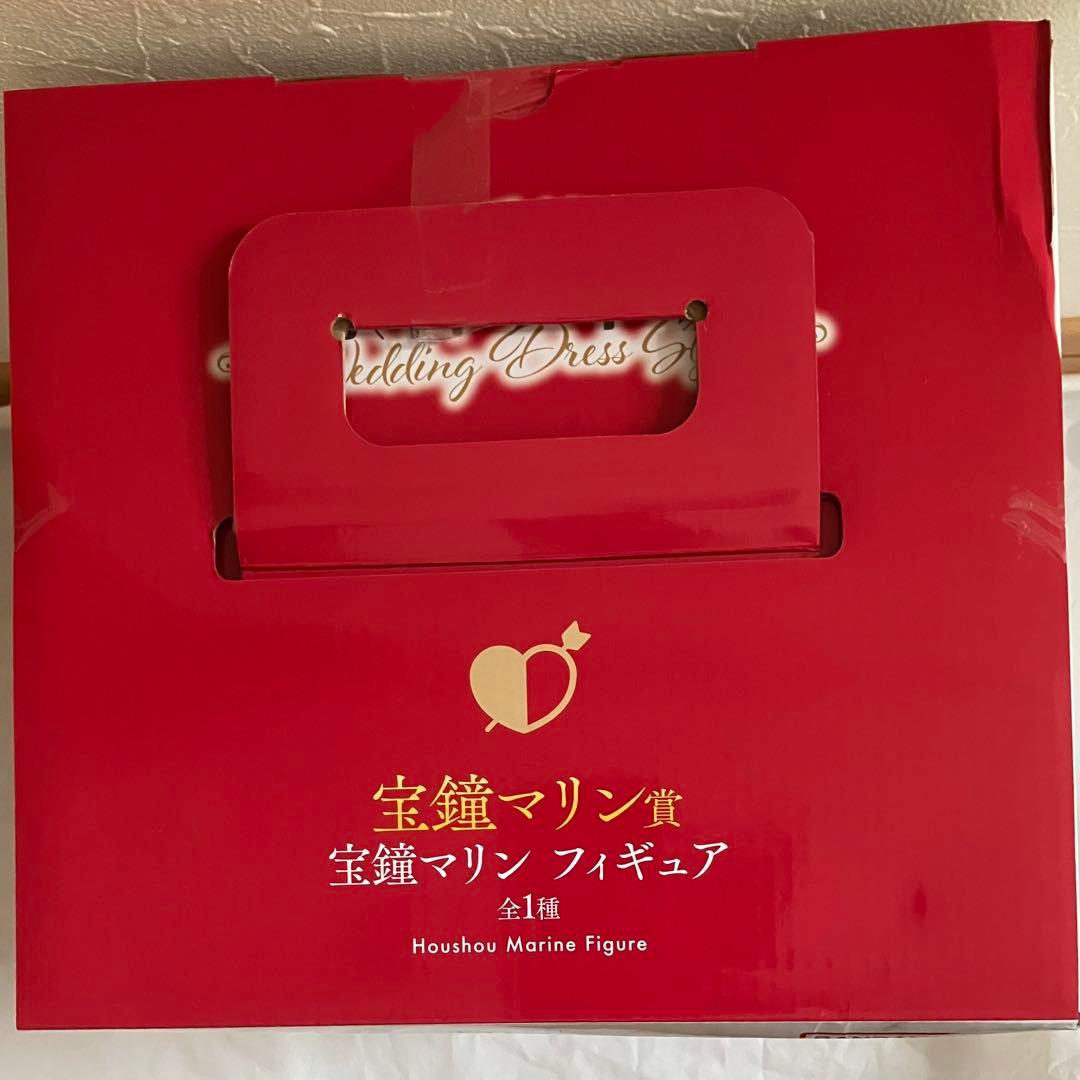 Wedding Dress
宝鐘マリン賞
宝鐘マリン フィギュア
全1種
Houshou Marine Figure